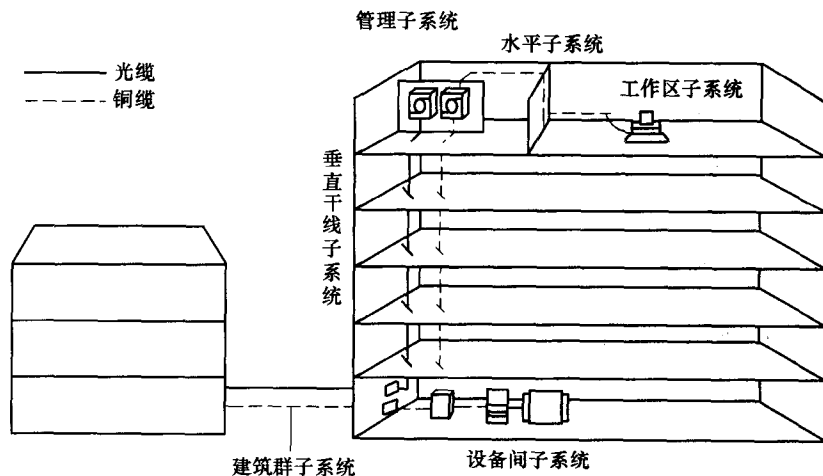 管理子系统
水平子系统
光缆
铜缆
工作区子系统
垂直干线子系统
建筑群子系统
设备间子系统